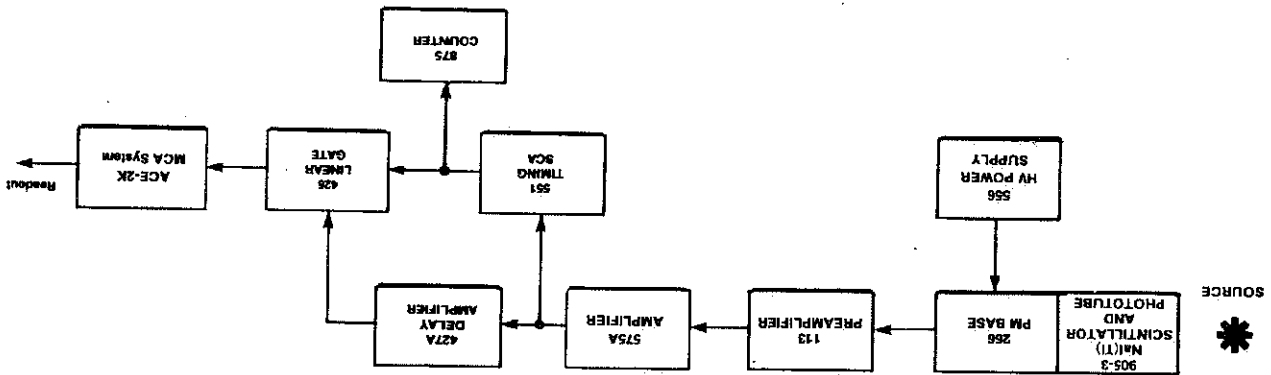 SOURCE
905-3
NaI(Tl)
SCINTILLATOR
AND
PHOTOTUBE
266
PM BASE
113
PREAMPLIFIER
575A
AMPLIFIER
427A
DELAY
AMPLIFIER
556
HV POWER
SUPPLY
551
TIMING
SCA
426
LINEAR
GATE
ACE-2K
MCA System
Readout
875
COUNTER